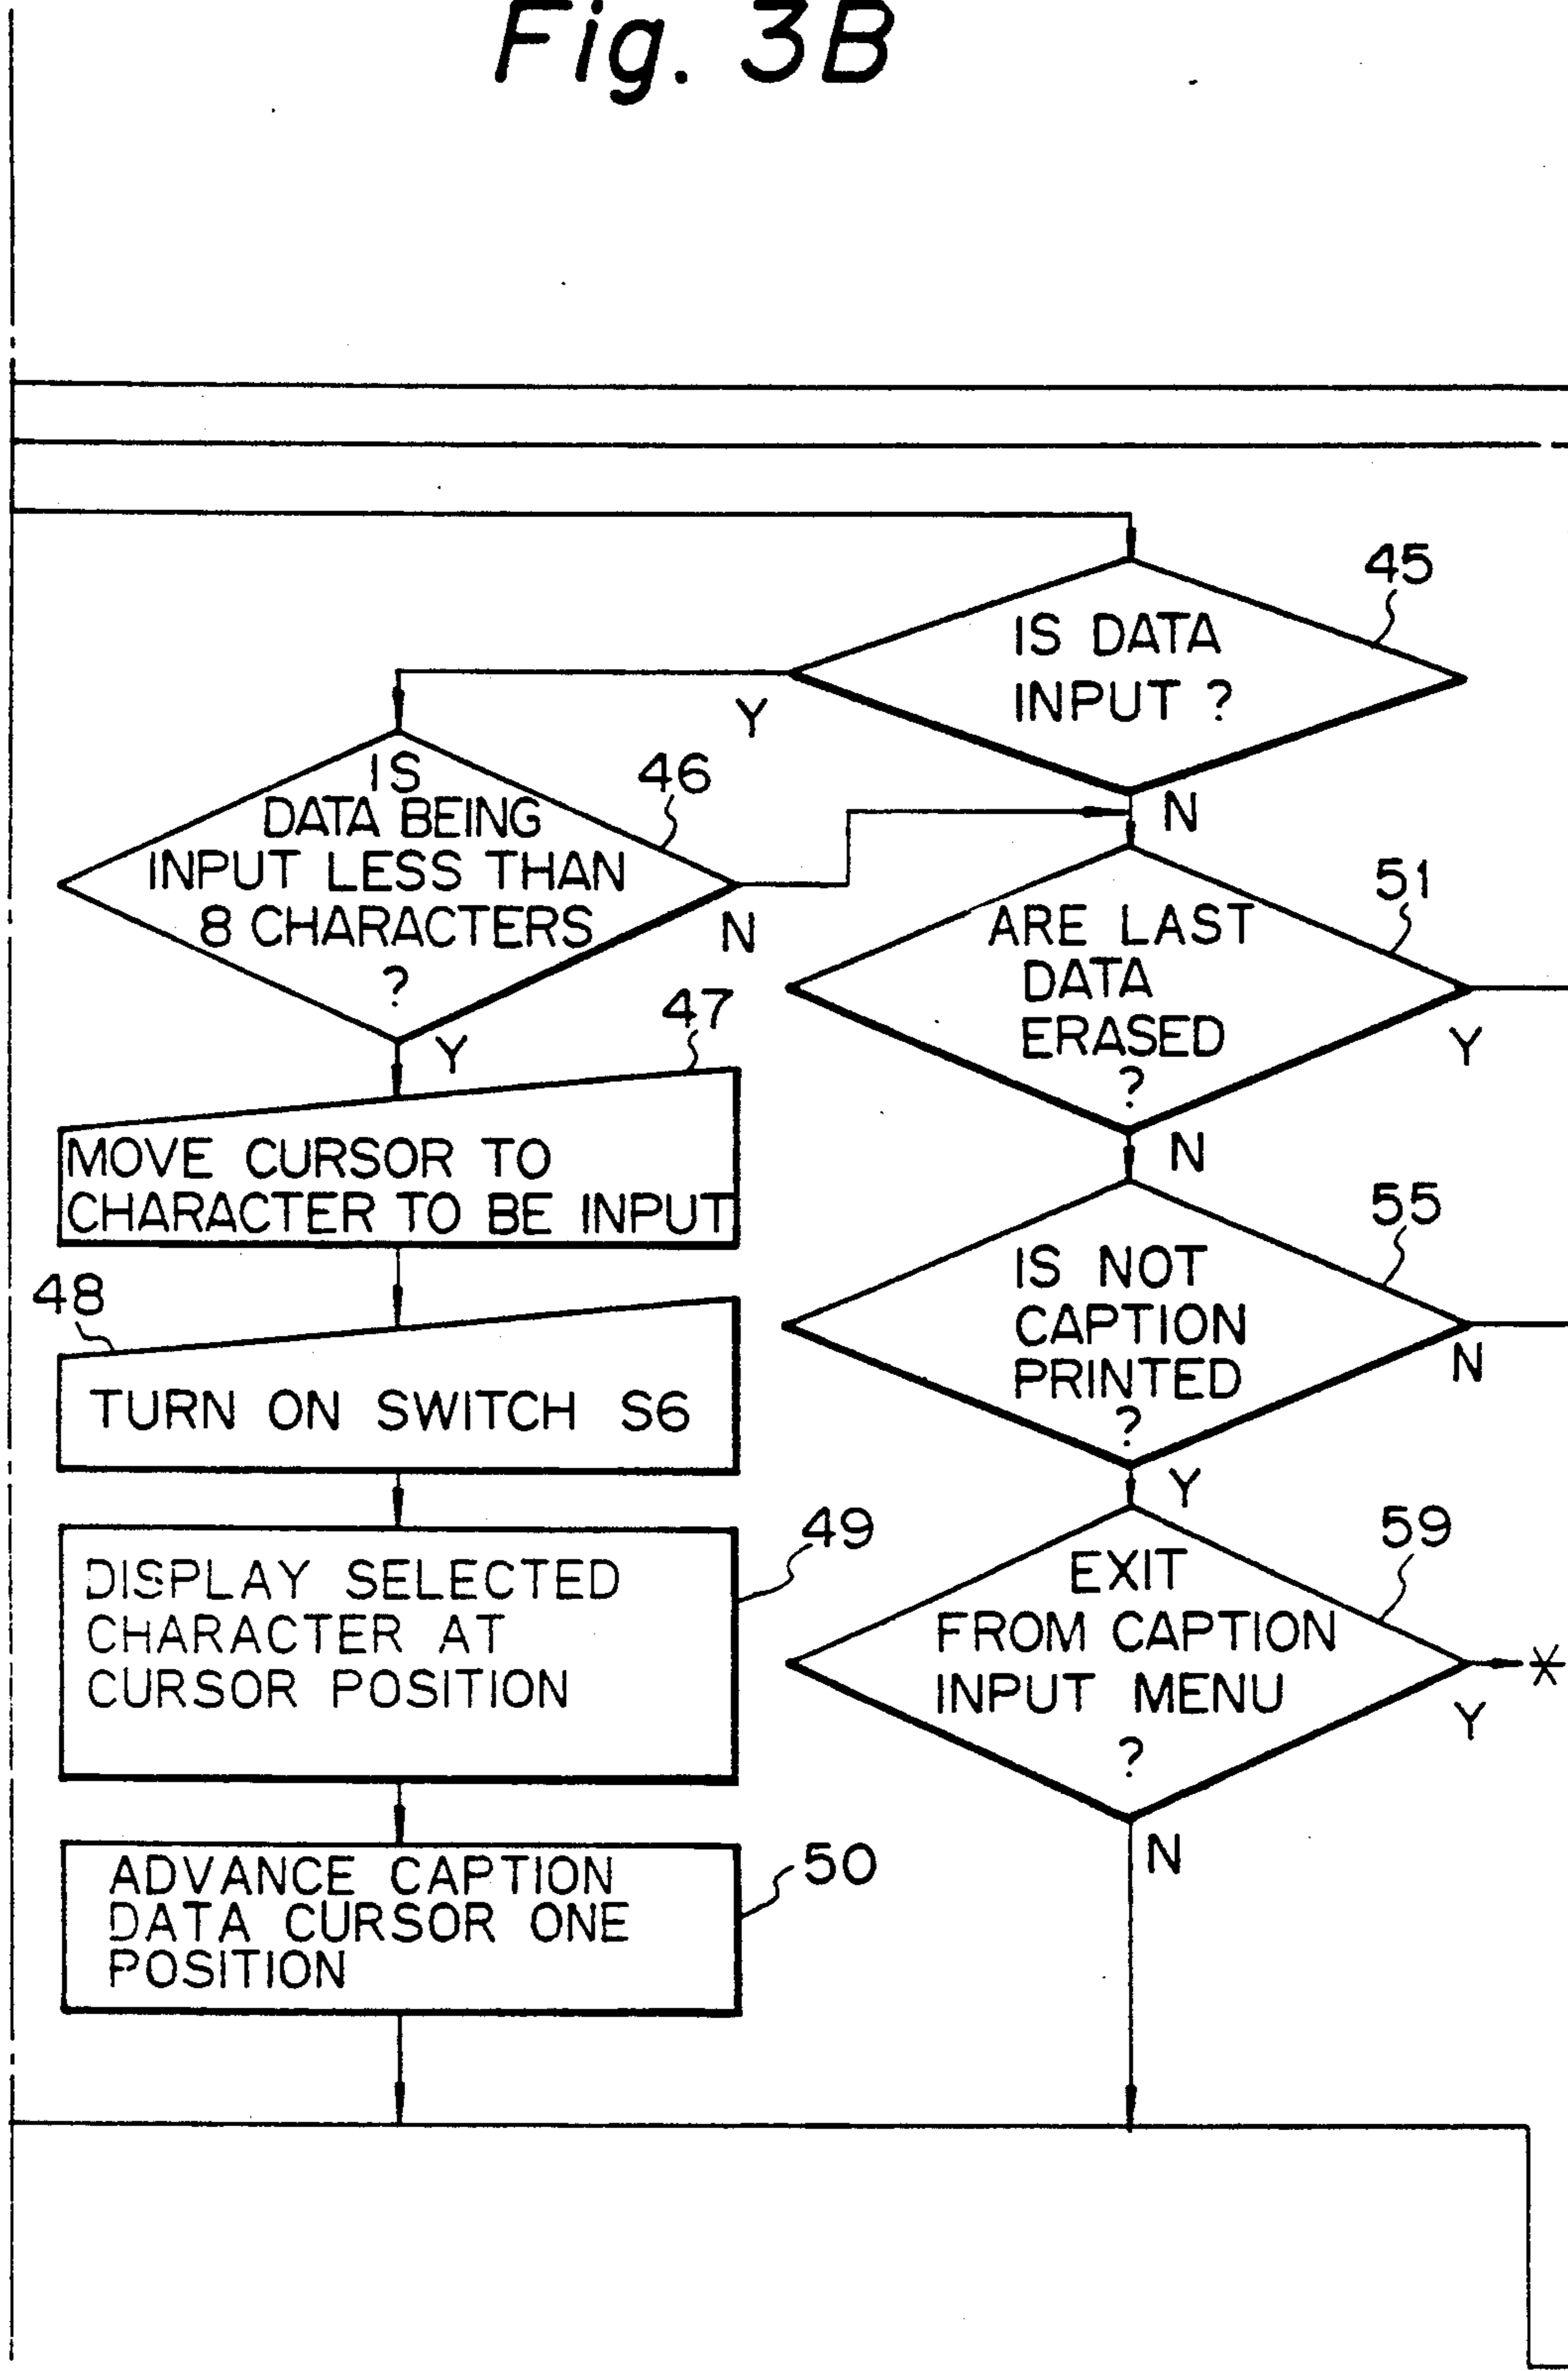 Fig. 3B
45
IS DATA
INPUT ?
Y
N
IS
DATA BEING
INPUT LESS THAN
8 CHARACTERS
?
46
N
Y
51
ARE LAST
DATA
ERASED
?
Y
N
47
MOVE CURSOR TO
CHARACTER TO BE INPUT
55
IS NOT
CAPTION
PRINTED
?
N
Y
48
TURN ON SWITCH S6
49
DISPLAY SELECTED
CHARACTER AT
CURSOR POSITION
59
EXIT
FROM CAPTION
INPUT MENU
?
*
Y
N
50
ADVANCE CAPTION
DATA CURSOR ONE
POSITION